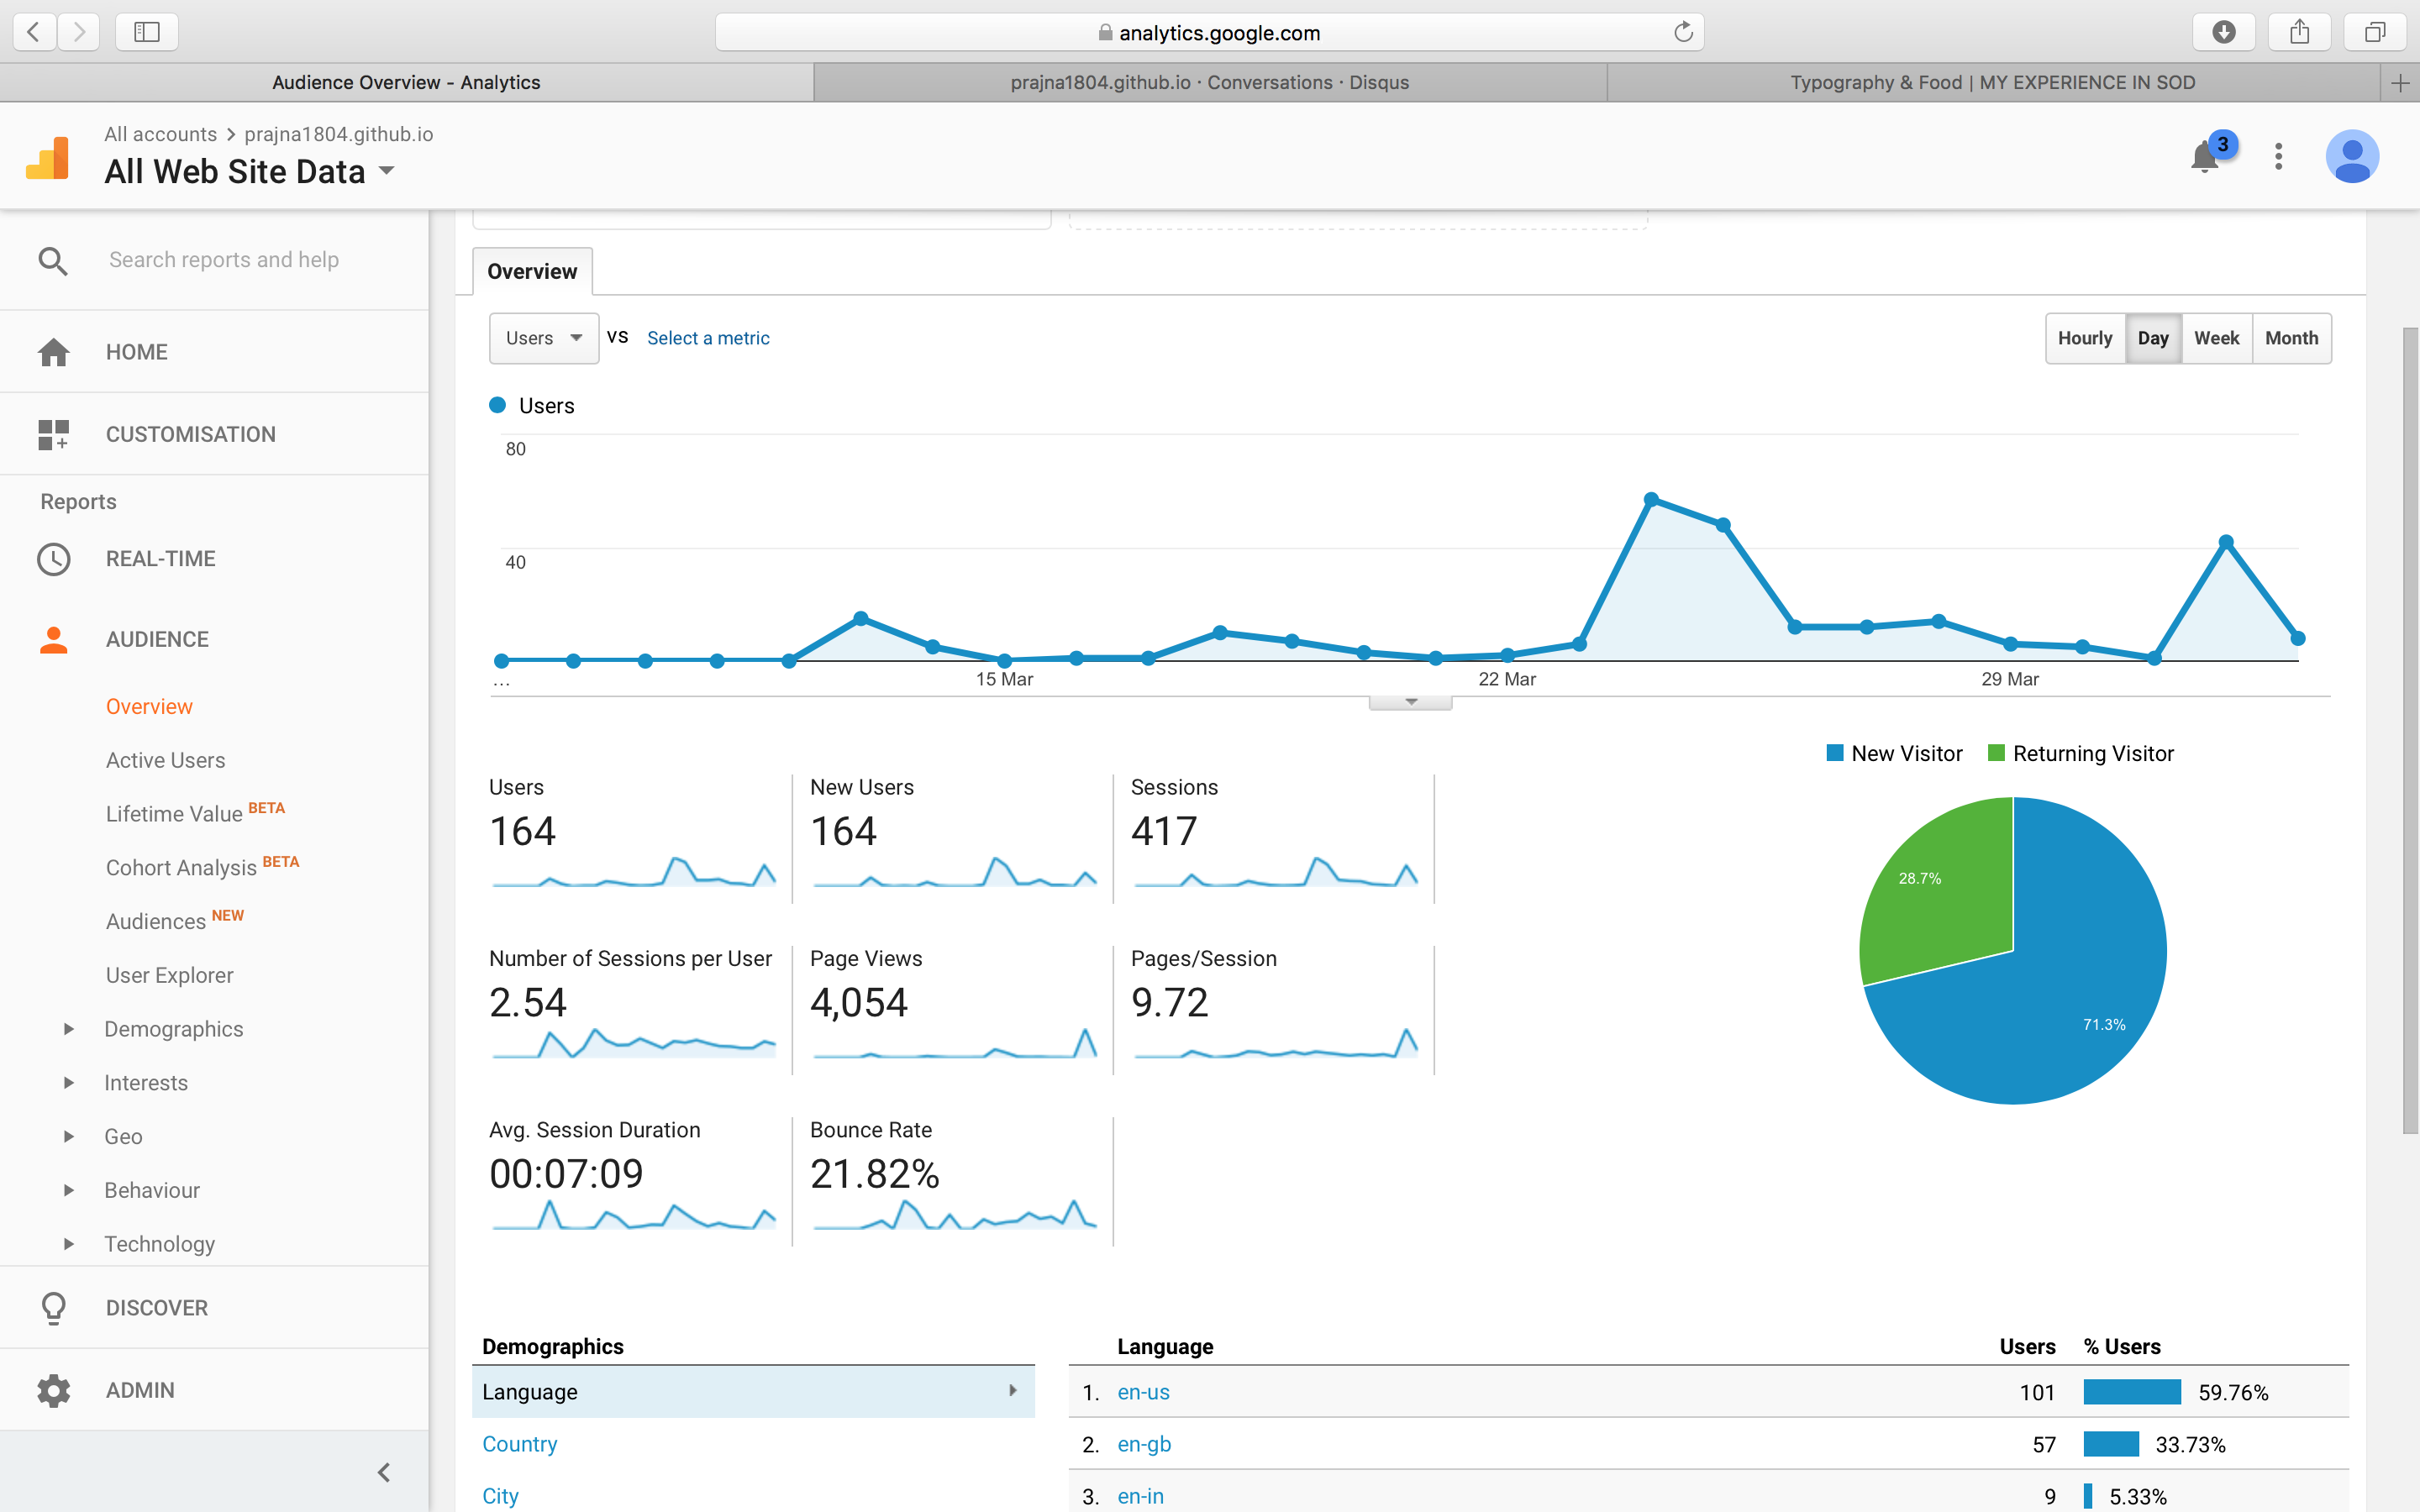 analytics.google.com
Audience Overview - Analytics
prajna1804.github.io · Conversations · Disqus
Typography & Food | MY EXPERIENCE IN SOD
All accounts > prajna1804.github.io
All Web Site Data
3
Search reports and help
HOME
CUSTOMISATION
Reports
REAL-TIME
AUDIENCE
Overview
Active Users
Lifetime Value BETA
Cohort Analysis BETA
Audiences NEW
User Explorer
Demographics
Interests
Geo
Behaviour
Technology
DISCOVER
ADMIN
Overview
Users VS Select a metric
Hourly Day Week Month
Users
80
40
... 15 Mar 22 Mar 29 Mar
New Visitor Returning Visitor
28.7%
71.3%
Users
164
New Users
164
Sessions
417
Number of Sessions per User
2.54
Page Views
4,054
Pages/Session
9.72
Avg. Session Duration
00:07:09
Bounce Rate
21.82%
Demographics
Language
Country
City
Language Users % Users
1. en-us 101 59.76%
2. en-gb 57 33.73%
3. en-in 9 5.33%